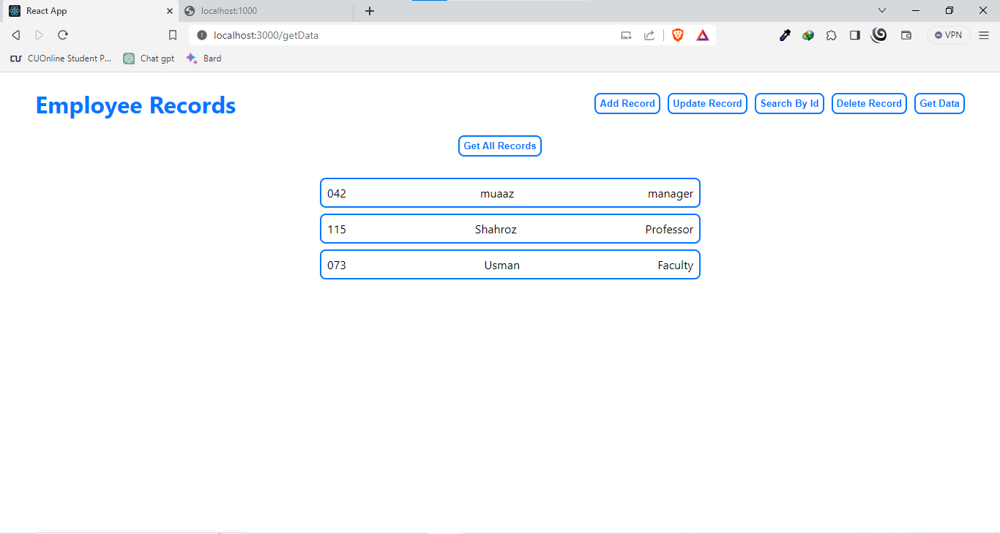 React App
localhost:1000
localhost:3000/getData
VPN
CUOnline Student P...
Chat gpt
Bard
Employee Records
Add Record
Update Record
Search By Id
Delete Record
Get Data
Get All Records
042 muaaz manager
115 Shahroz Professor
073 Usman Faculty